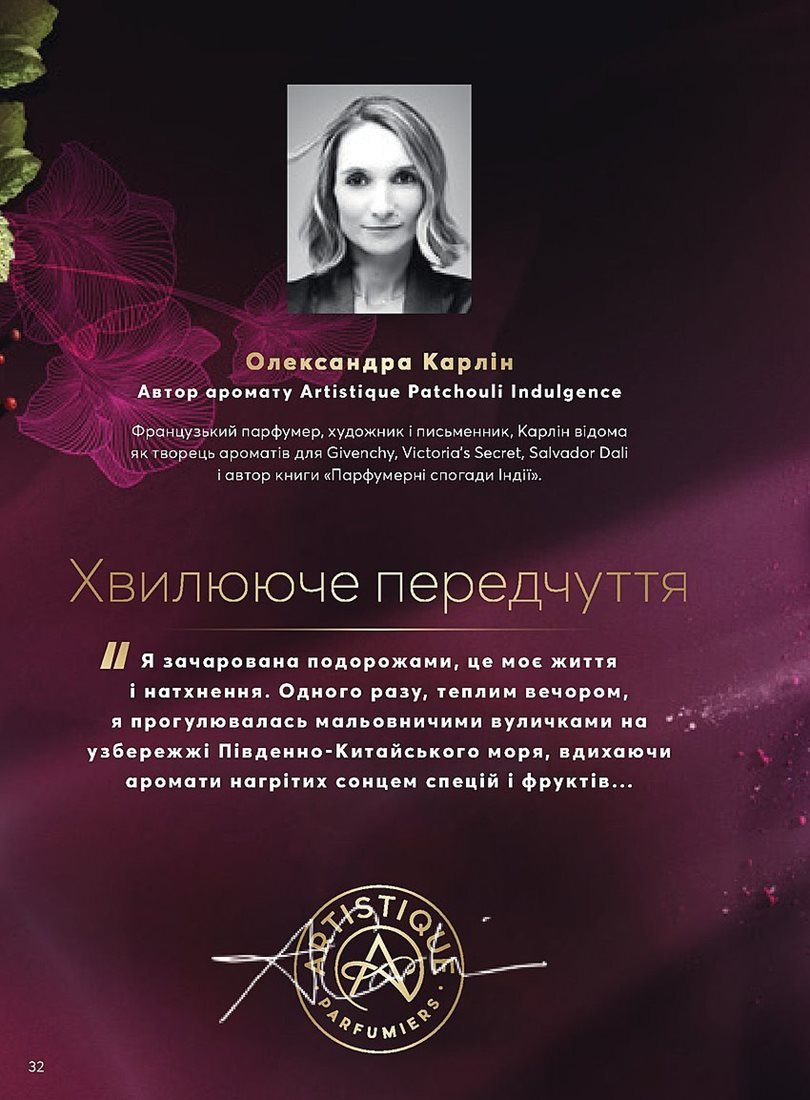 Олександра Карлін
Автор аромату Artistique Patchouli Indulgence
Французький парфумер, художник і письменник, Карлін відома
як творець ароматів для Givenchy, Victoria's Secret, Salvador Dali
і автор книги «Парфумерні спогади Індії».
Хвилююче передчуття
"Я зачарована подорожами, це моє життя
і натхнення. Одного разу, теплим вечором,
я прогулювалась мальовничими вуличками на
узбережжі Південно-Китайського моря, вдихаючи
аромати нагрітих сонцем спецій і фруктів...
ARTISTIQUE
PARFUMIERS
32